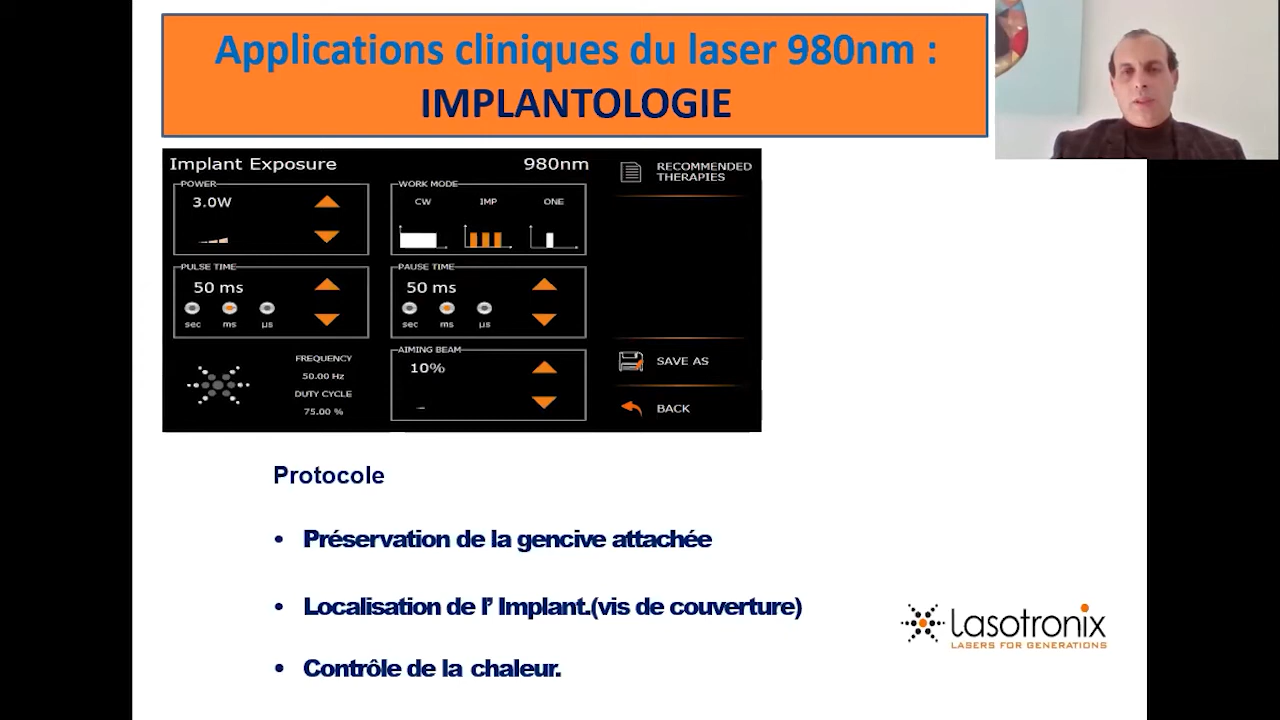 Applications cliniques du laser 980nm :
IMPLANTOLOGIE
Implant Exposure 980nm
RECOMMENDED
THERAPIES
POWER
3.0W
WORK MODE
CW IMP ONE
PULSE TIME
50 ms
sec ms µs
PAUSE TIME
50 ms
sec ms µs
FREQUENCY
50.00 Hz
DUTY CYCLE
75.00 %
AIMING BEAM
10%
SAVE AS
BACK
Protocole
• Préservation de la gencive attachée
• Localisation de l’ Implant.(vis de couverture)
• Contrôle de la chaleur.
Lasotronix
LASERS FOR GENERATIONS